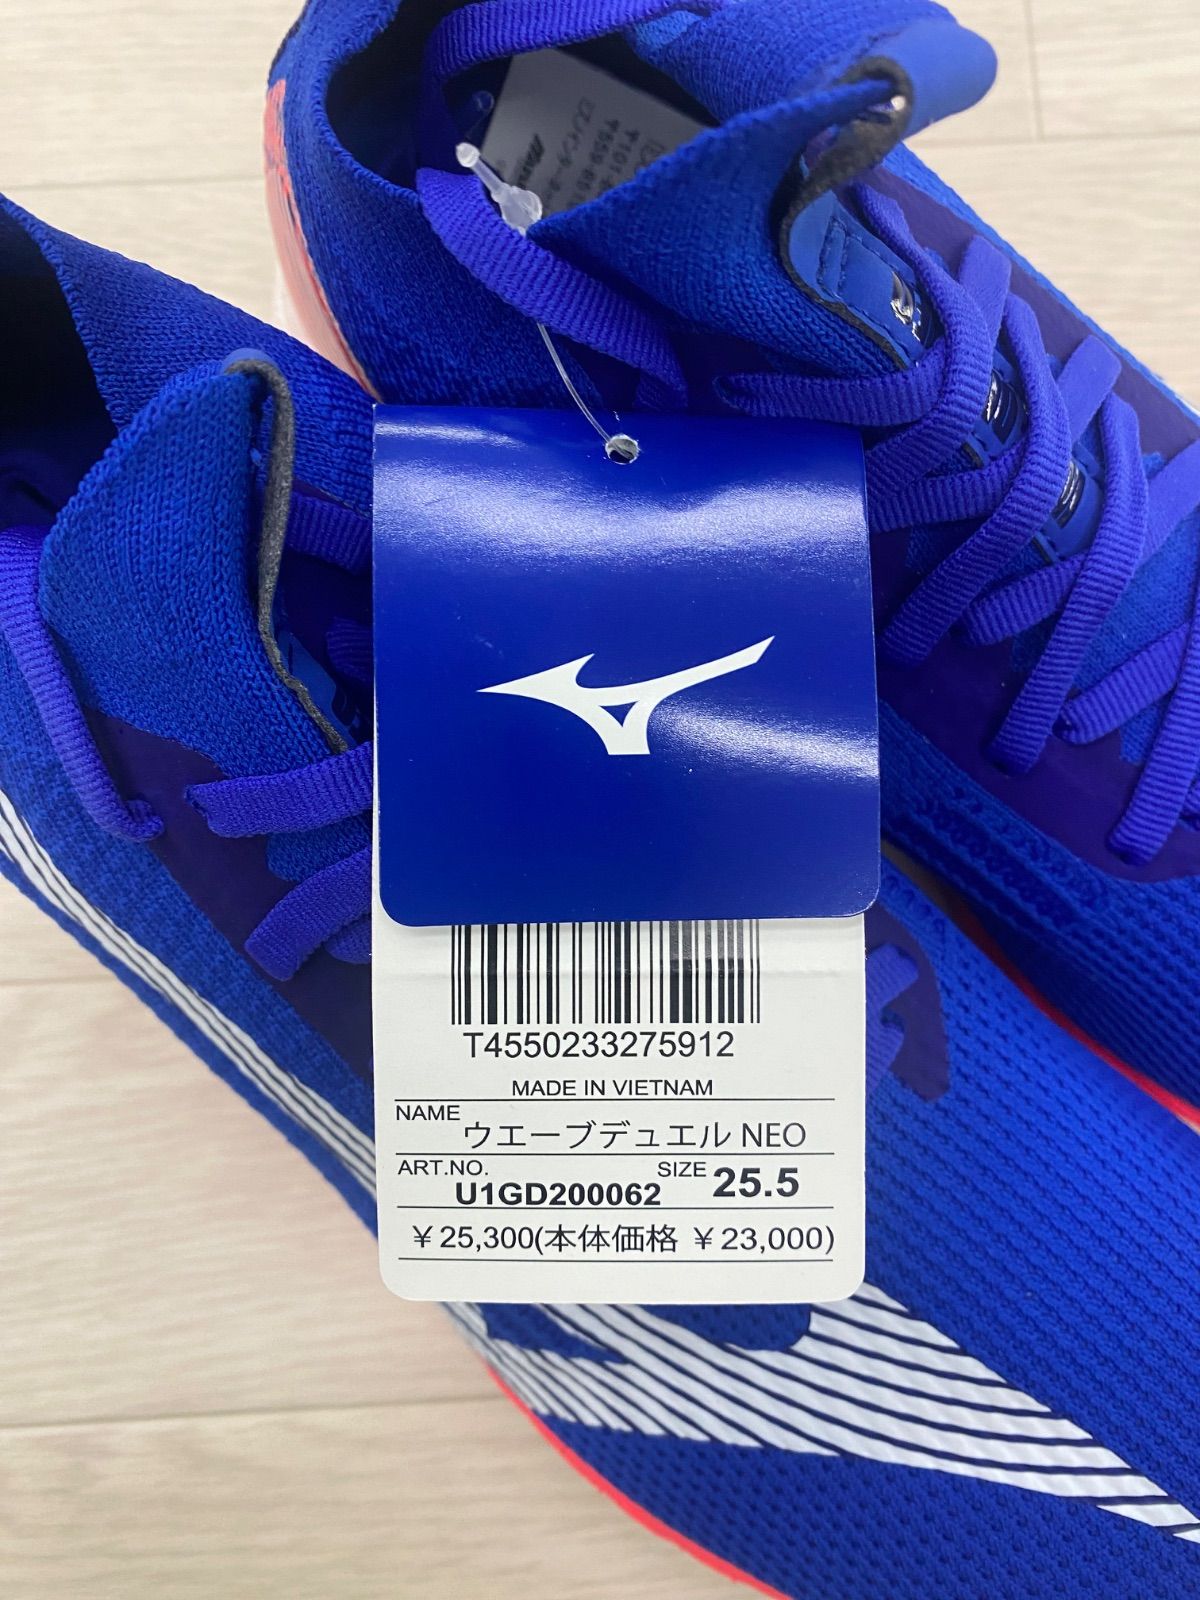 T4550233275912
MADE IN VIETNAM
NAME ウエーブデュエル NEO
ART.NO. U1GD200062 SIZE 25.5
¥25,300(本体価格 ¥23,000)